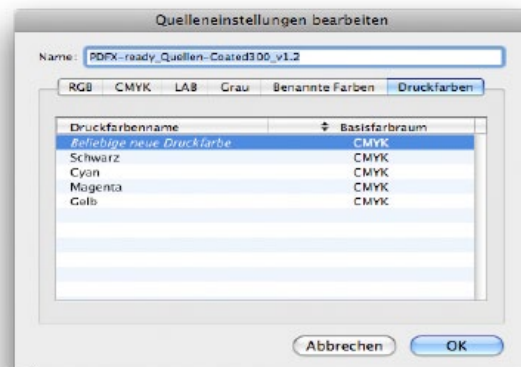 Quelleneinstellungen bearbeiten
Name: PDFX-ready_Quellen-Coated300_v1.2
RGB CMYK LAB Grau Benannte Farben Druckfarben
Druckfarbenname Basisfarbraum
Beliebige neue Druckfarbe CMYK
Schwarz CMYK
Cyan CMYK
Magenta CMYK
Gelb CMYK
Abbrechen OK